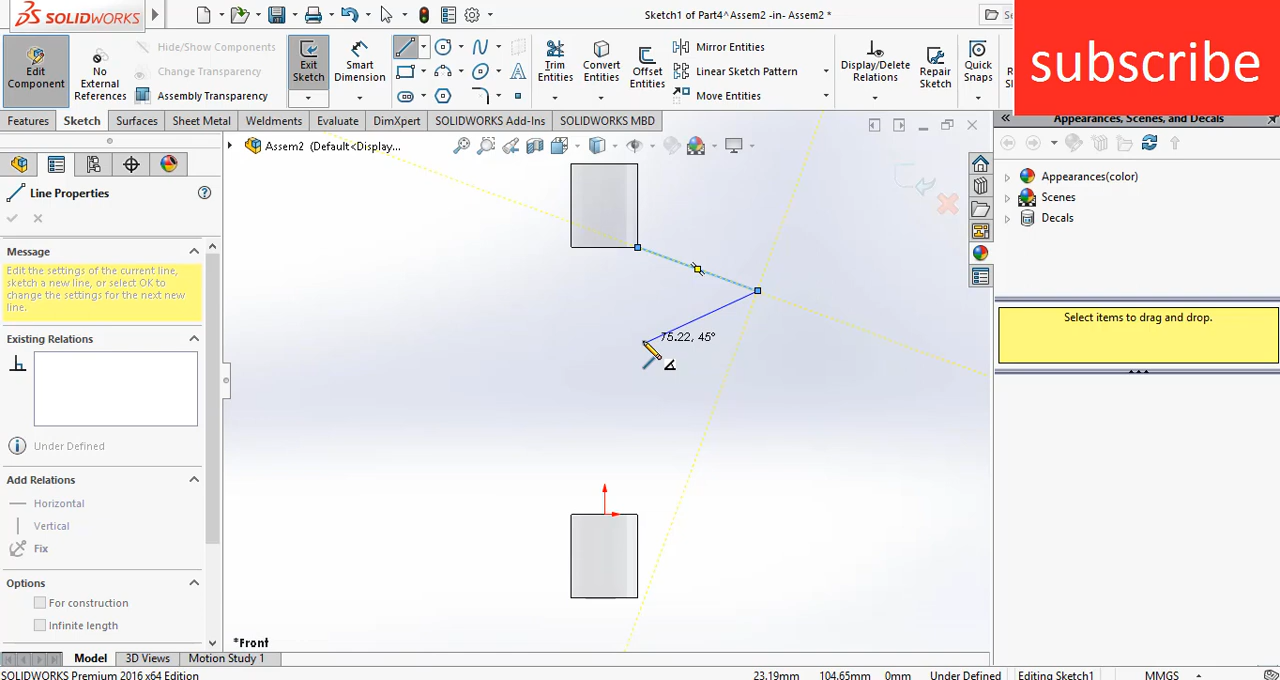 SOLIDWORKS
Sketch1 of Part4^Assem2 -in- Assem2 *
subscribe
Edit Component
No External References
Hide/Show Components
Change Transparency
Assembly Transparency
Exit Sketch
Smart Dimension
Trim Entities
Convert Entities
Offset Entities
Mirror Entities
Linear Sketch Pattern
Move Entities
Display/Delete Relations
Repair Sketch
Quick Snaps
Features
Sketch
Surfaces
Sheet Metal
Weldments
Evaluate
DimXpert
SOLIDWORKS Add-Ins
SOLIDWORKS MBD
Appearances, Scenes, and Decals
Assem2 (Default<Display...
Line Properties
Message
Edit the settings of the current line,
sketch a new line, or select OK to
change the settings for the next new
line.
Existing Relations
Under Defined
Add Relations
Horizontal
Vertical
Fix
Options
For construction
Infinite length
75.22, 45°
*Front
Appearances(color)
Scenes
Decals
Select items to drag and drop.
Model
3D Views
Motion Study 1
SOLIDWORKS Premium 2016 x64 Edition
23.19mm
104.65mm
0mm
Under Defined
Editing Sketch1
MMGS